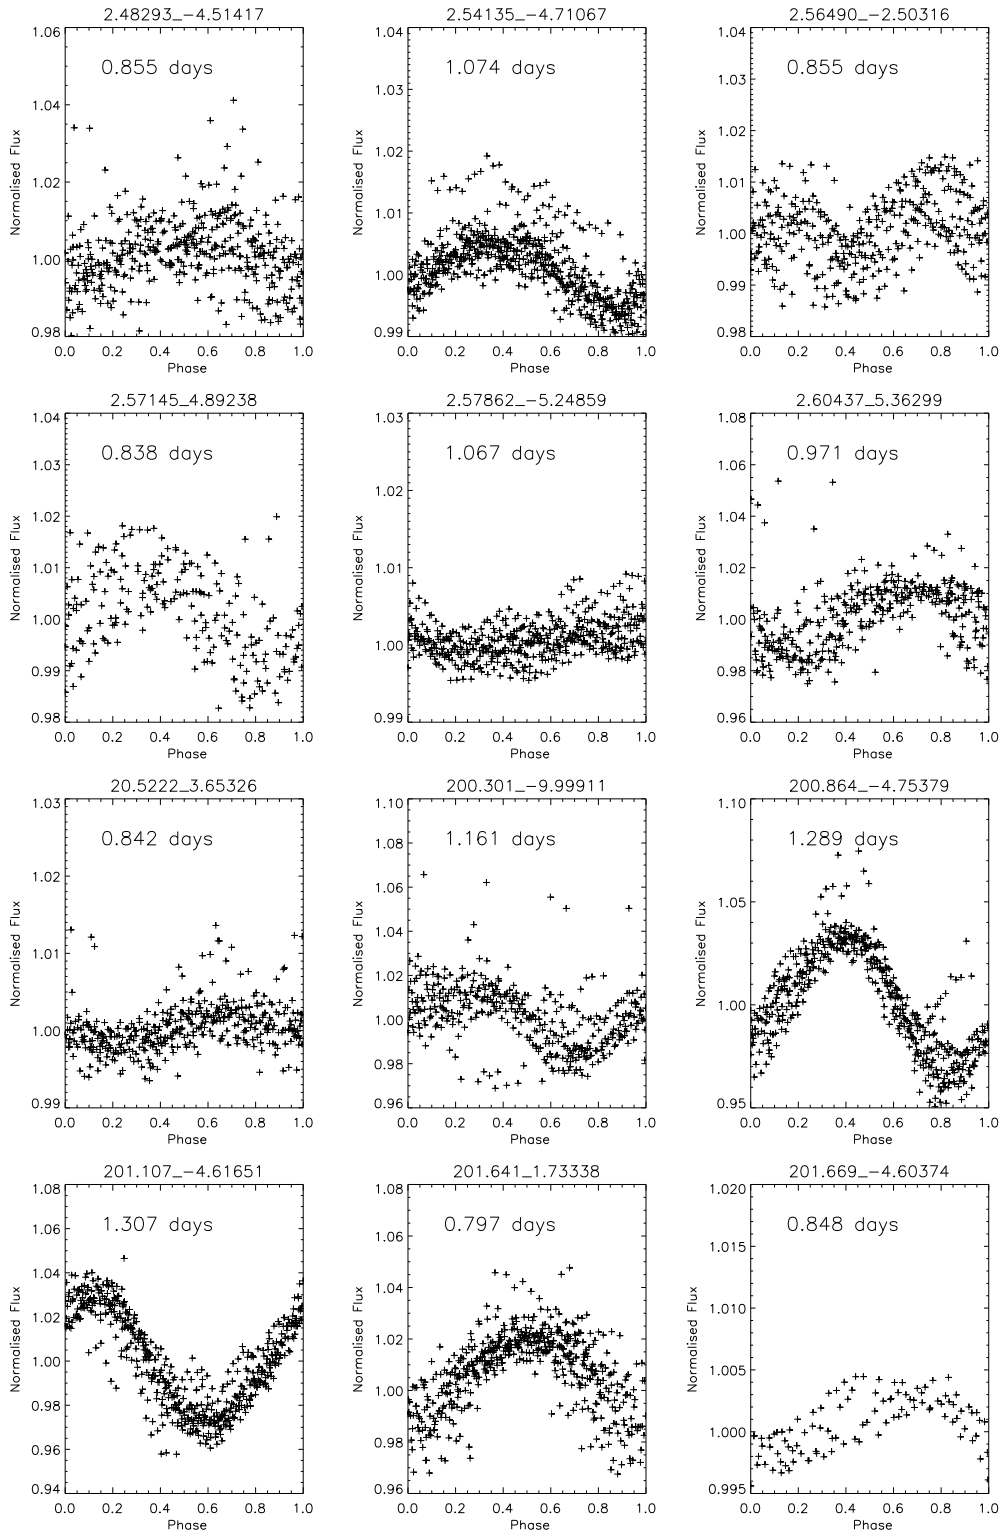 2.48293_−4.51417
0.855 days
Normalised Flux
1.06
1.04
1.02
1.00
0.98
0.0 0.2 0.4 0.6 0.8 1.0
Phase
2.54135_−4.71067
1.074 days
Normalised Flux
1.04
1.03
1.02
1.01
1.00
0.99
0.0 0.2 0.4 0.6 0.8 1.0
Phase
2.56490_−2.50316
0.855 days
Normalised Flux
1.04
1.03
1.02
1.01
1.00
0.99
0.98
0.0 0.2 0.4 0.6 0.8 1.0
Phase
2.57145_4.89238
0.838 days
Normalised Flux
1.04
1.03
1.02
1.01
1.00
0.99
0.98
0.0 0.2 0.4 0.6 0.8 1.0
Phase
2.57862_−5.24859
1.067 days
Normalised Flux
1.03
1.02
1.01
1.00
0.99
0.0 0.2 0.4 0.6 0.8 1.0
Phase
2.60437_5.36299
0.971 days
Normalised Flux
1.08
1.06
1.04
1.02
1.00
0.98
0.96
0.0 0.2 0.4 0.6 0.8 1.0
Phase
20.5222_3.65326
0.842 days
Normalised Flux
1.03
1.02
1.01
1.00
0.99
0.0 0.2 0.4 0.6 0.8 1.0
Phase
200.301_−9.99911
1.161 days
Normalised Flux
1.10
1.08
1.06
1.04
1.02
1.00
0.98
0.96
0.0 0.2 0.4 0.6 0.8 1.0
Phase
200.864_−4.75379
1.289 days
Normalised Flux
1.10
1.05
1.00
0.95
0.0 0.2 0.4 0.6 0.8 1.0
Phase
201.107_−4.61651
1.307 days
Normalised Flux
1.08
1.06
1.04
1.02
1.00
0.98
0.96
0.94
0.0 0.2 0.4 0.6 0.8 1.0
Phase
201.641_1.73338
0.797 days
Normalised Flux
1.08
1.06
1.04
1.02
1.00
0.98
0.96
0.0 0.2 0.4 0.6 0.8 1.0
Phase
201.669_−4.60374
0.848 days
Normalised Flux
1.020
1.015
1.010
1.005
1.000
0.995
0.0 0.2 0.4 0.6 0.8 1.0
Phase